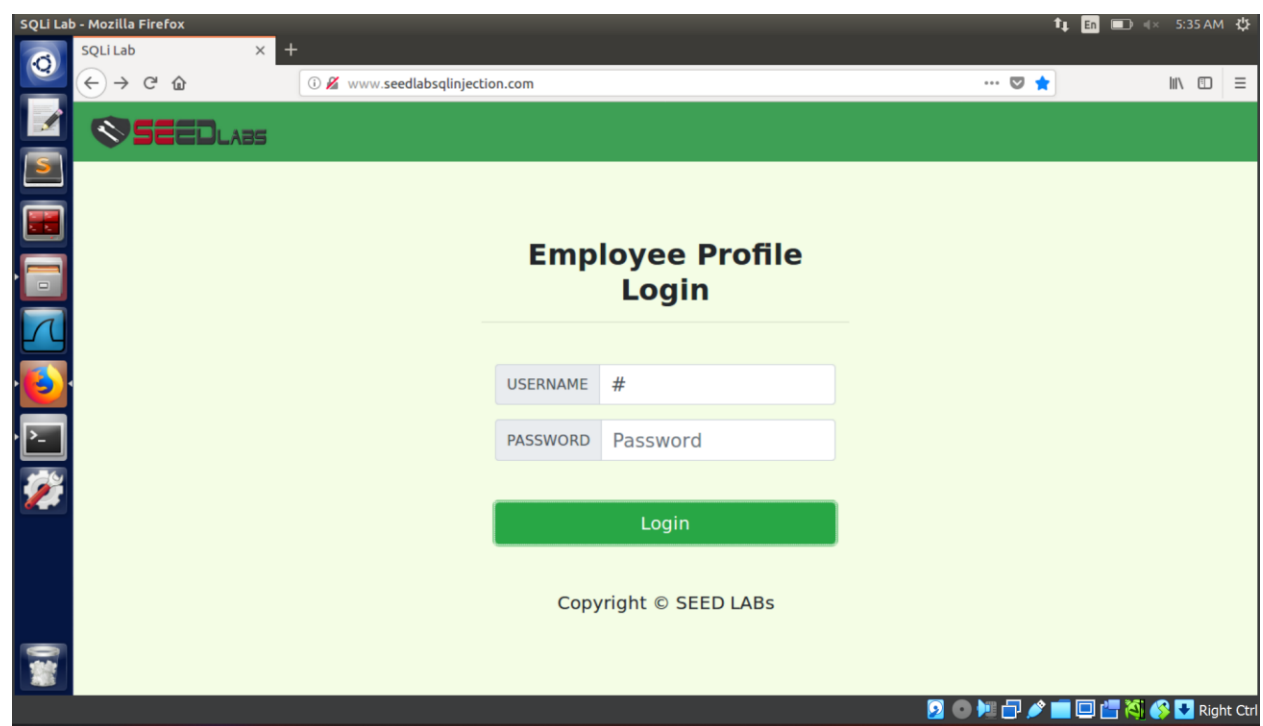 SQLi Lab - Mozilla Firefox
En
5:35 AM
SQLi Lab
www.seedlabsqlinjection.com
SEEDLABS
Employee Profile
Login
USERNAME #
PASSWORD Password
Login
Copyright © SEED LABs
Right Ctrl